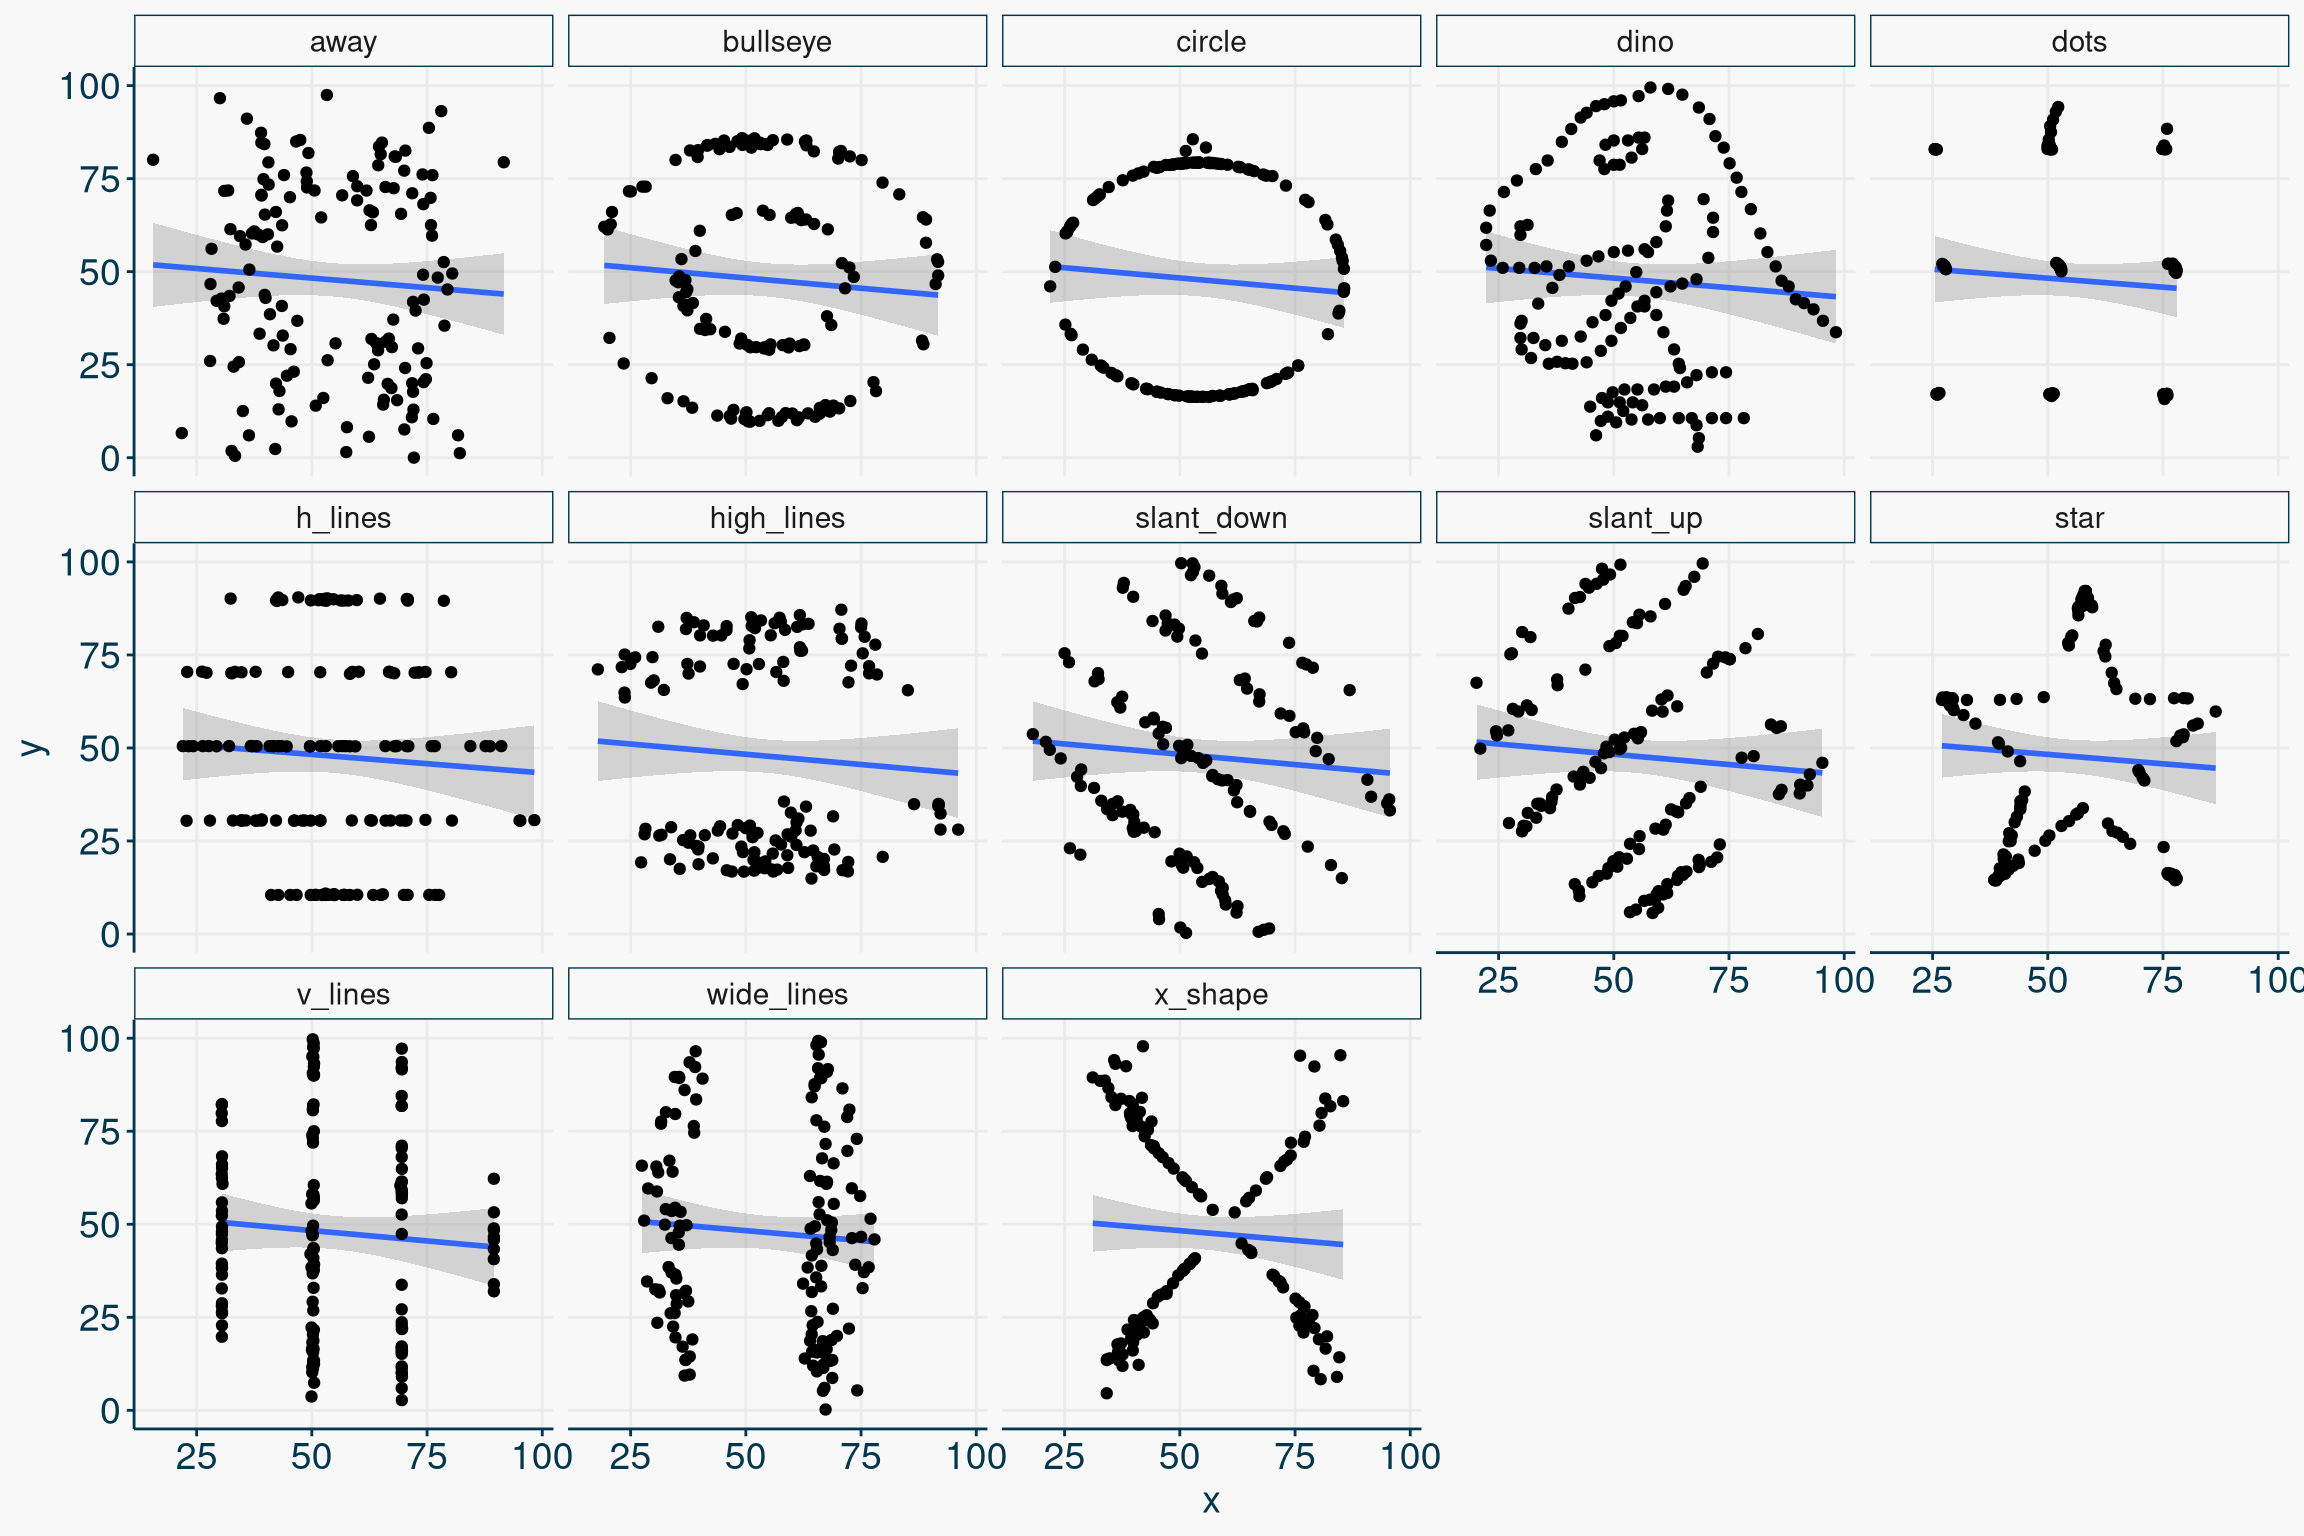 away bullseye circle dino dots
100
75
50
25
0
h_lines high_lines slant_down slant_up star
100
75
50
25
0
25 50 75 100 25 50 75 100
v_lines wide_lines x_shape
100
75
50
25
0
25 50 75 100 25 50 75 100 25 50 75 100
x
y